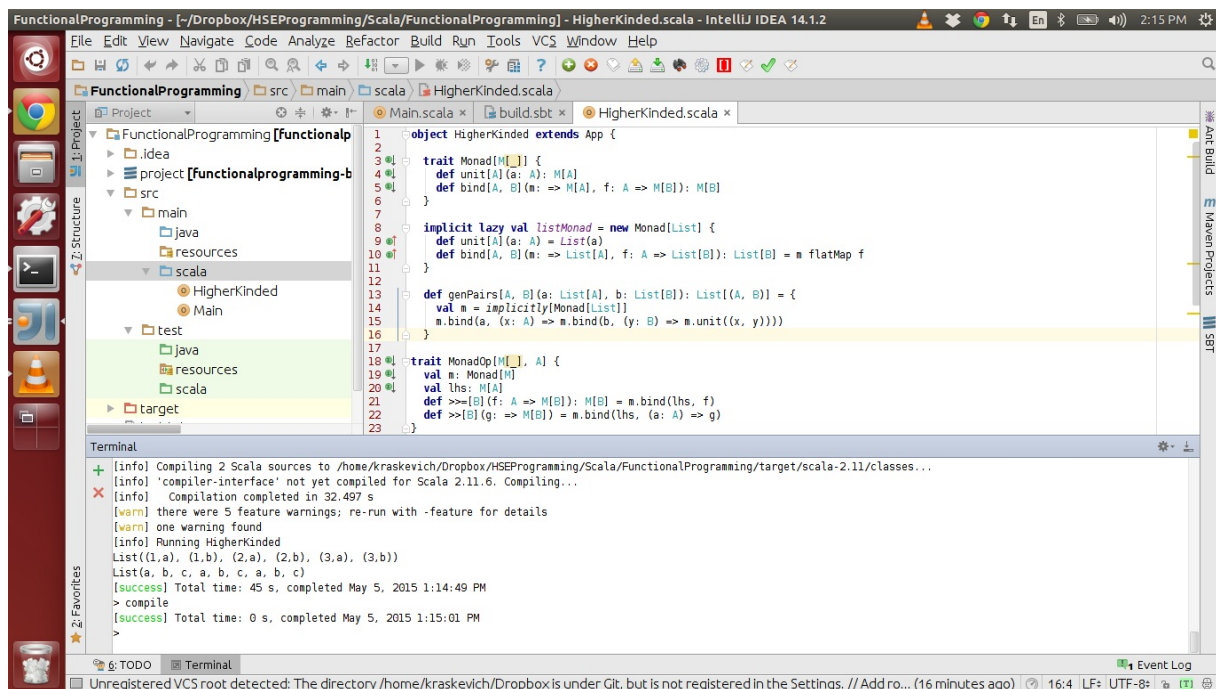 FunctionalProgramming - [~/Dropbox/HSEProgramming/Scala/FunctionalProgramming] - HigherKinded.scala - IntelliJ IDEA 14.1.2
En
2:15 PM
File Edit View Navigate Code Analyze Refactor Build Run Tools VCS Window Help
FunctionalProgramming src main scala HigherKinded.scala
Project
Main.scala × build.sbt × HigherKinded.scala ×
1: Project
Z: Structure
2: Favorites
FunctionalProgramming [functionalp
.idea
project [functionalprogramming-b
src
main
java
resources
scala
HigherKinded
Main
test
java
resources
scala
target
1 object HigherKinded extends App {
2
3 trait Monad[M[_]] {
4 def unit[A](a: A): M[A]
5 def bind[A, B](m: => M[A], f: A => M[B]): M[B]
6 }
7
8 implicit lazy val listMonad = new Monad[List] {
9 def unit[A](a: A) = List(a)
10 def bind[A, B](m: => List[A], f: A => List[B]): List[B] = m flatMap f
11 }
12
13 def genPairs[A, B](a: List[A], b: List[B]): List[(A, B)] = {
14 val m = implicitly[Monad[List]]
15 m.bind(a, (x: A) => m.bind(b, (y: B) => m.unit((x, y))))
16 }
17
18 trait MonadOp[M[_], A] {
19 val m: Monad[M]
20 val lhs: M[A]
21 def >>=[B](f: A => M[B]): M[B] = m.bind(lhs, f)
22 def >>[B](g: => M[B]) = m.bind(lhs, (a: A) => g)
23 }
Ant Build
Maven Projects
SBT
Terminal
[info] Compiling 2 Scala sources to /home/kraskevich/Dropbox/HSEProgramming/Scala/FunctionalProgramming/target/scala-2.11/classes...
[info] 'compiler-interface' not yet compiled for Scala 2.11.6. Compiling...
[info] Compilation completed in 32.497 s
[warn] there were 5 feature warnings; re-run with -feature for details
[warn] one warning found
[info] Running HigherKinded
List((1,a), (1,b), (2,a), (2,b), (3,a), (3,b))
List(a, b, c, a, b, c, a, b, c)
[success] Total time: 45 s, completed May 5, 2015 1:14:49 PM
> compile
[success] Total time: 0 s, completed May 5, 2015 1:15:01 PM
>
6: TODO Terminal
1 Event Log
Unregistered VCS root detected: The directory /home/kraskevich/Dropbox is under Git, but is not registered in the Settings. // Add ro... (16 minutes ago) 16:4 LF÷ UTF-8÷ [T]